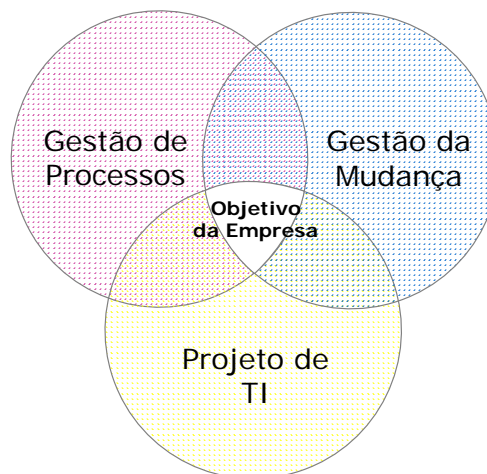 Gestão de
Processos
Gestão da
Mudança
Objetivo
da Empresa
Projeto de
TI